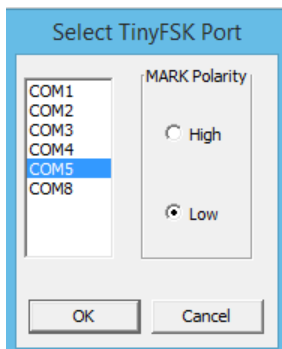 Select TinyFSK Port
COM1
COM2
COM3
COM4
COM5
COM8
MARK Polarity
High
Low
OK
Cancel